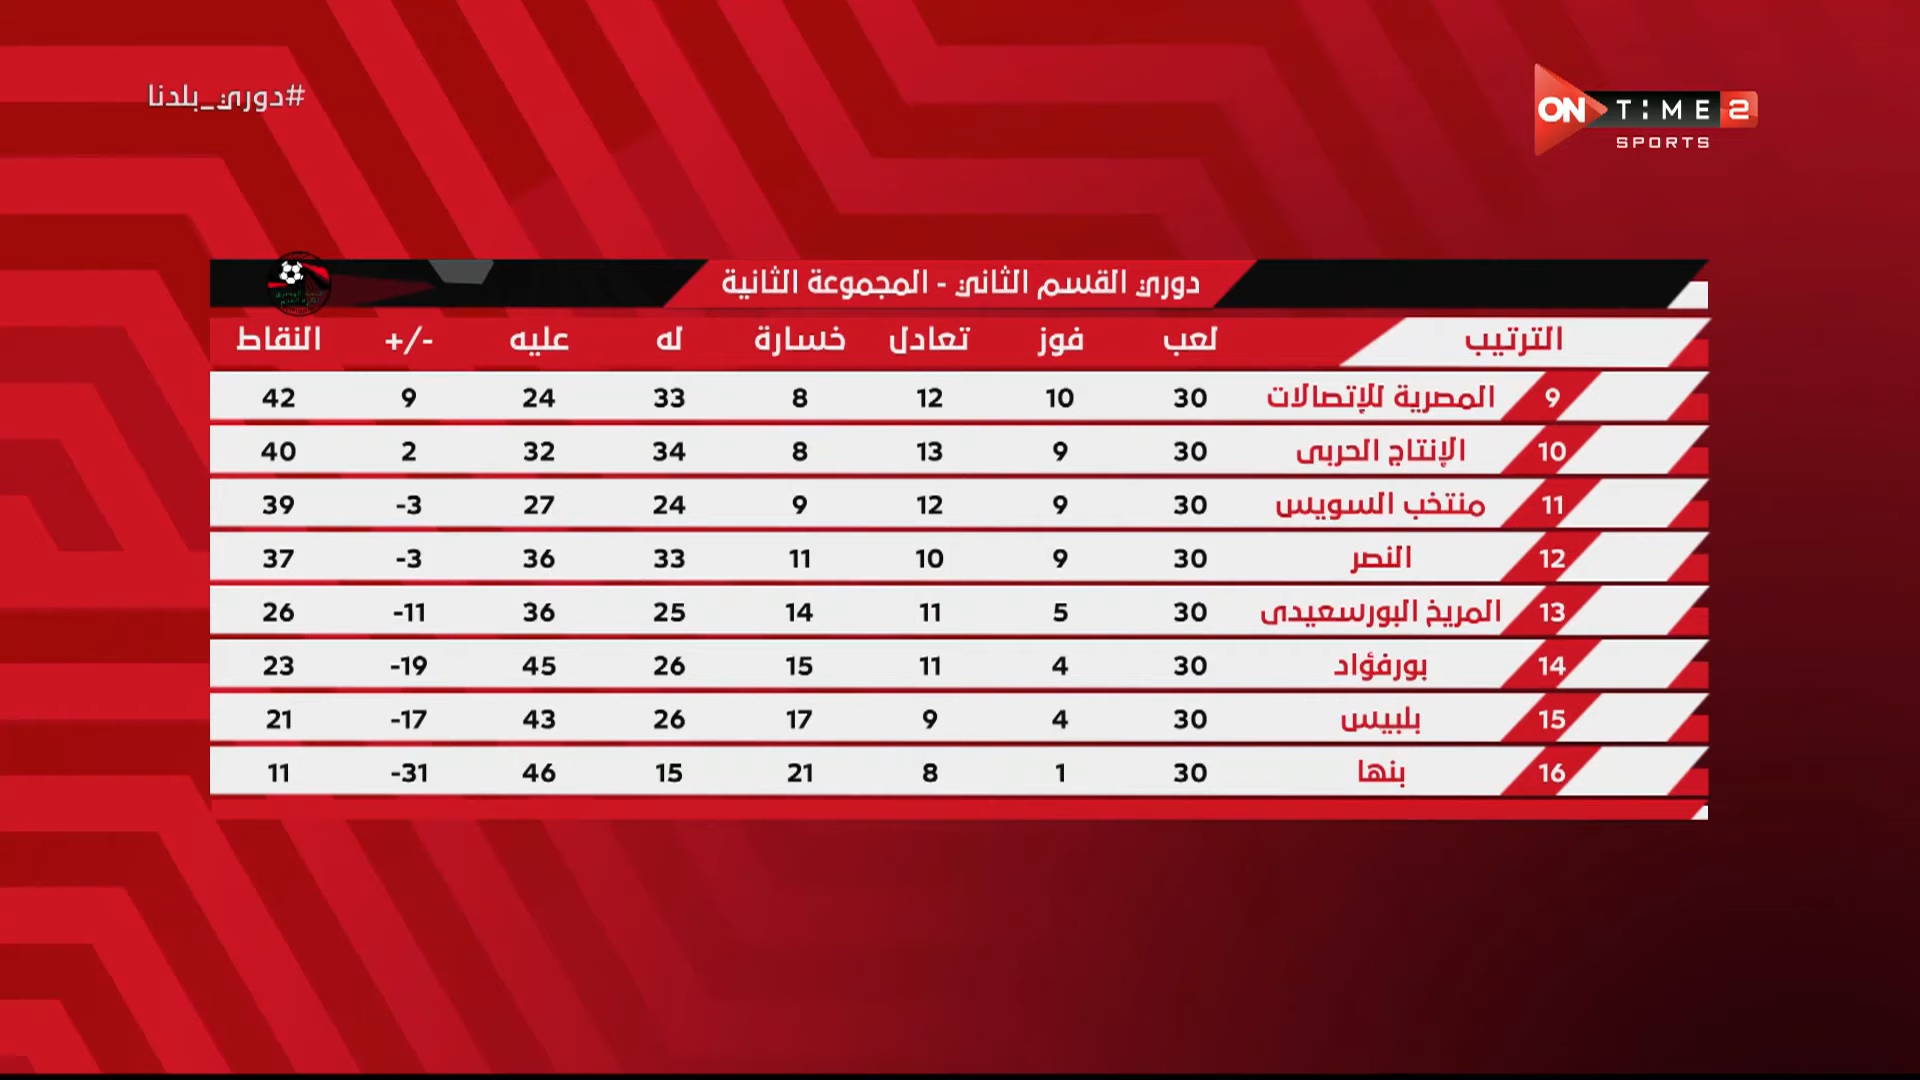 #دوري_بلدنا
ON TIME 2
SPORTS
دوري القسم الثاني - المجموعة الثانية
الترتيب لعب فوز تعادل خسارة له عليه +/- النقاط
9 المصرية للإتصالات 30 10 12 8 33 24 9 42
10 الإنتاج الحربى 30 9 13 8 34 32 2 40
11 منتخب السويس 30 9 12 9 24 27 -3 39
12 النصر 30 9 10 11 33 36 -3 37
13 المريخ البورسعيدى 30 5 11 14 25 36 -11 26
14 بورفؤاد 30 4 11 15 26 45 -19 23
15 بلبيس 30 4 9 17 26 43 -17 21
16 بنها 30 1 8 21 15 46 -31 11